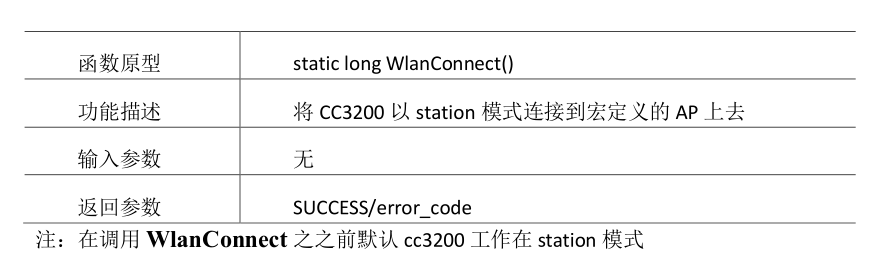 函数原型 static long WlanConnect()
功能描述 将 CC3200 以 station 模式连接到宏定义的 AP 上去
输入参数 无
返回参数 SUCCESS/error_code
注：在调用 WlanConnect 之之前默认 cc3200 工作在 station 模式